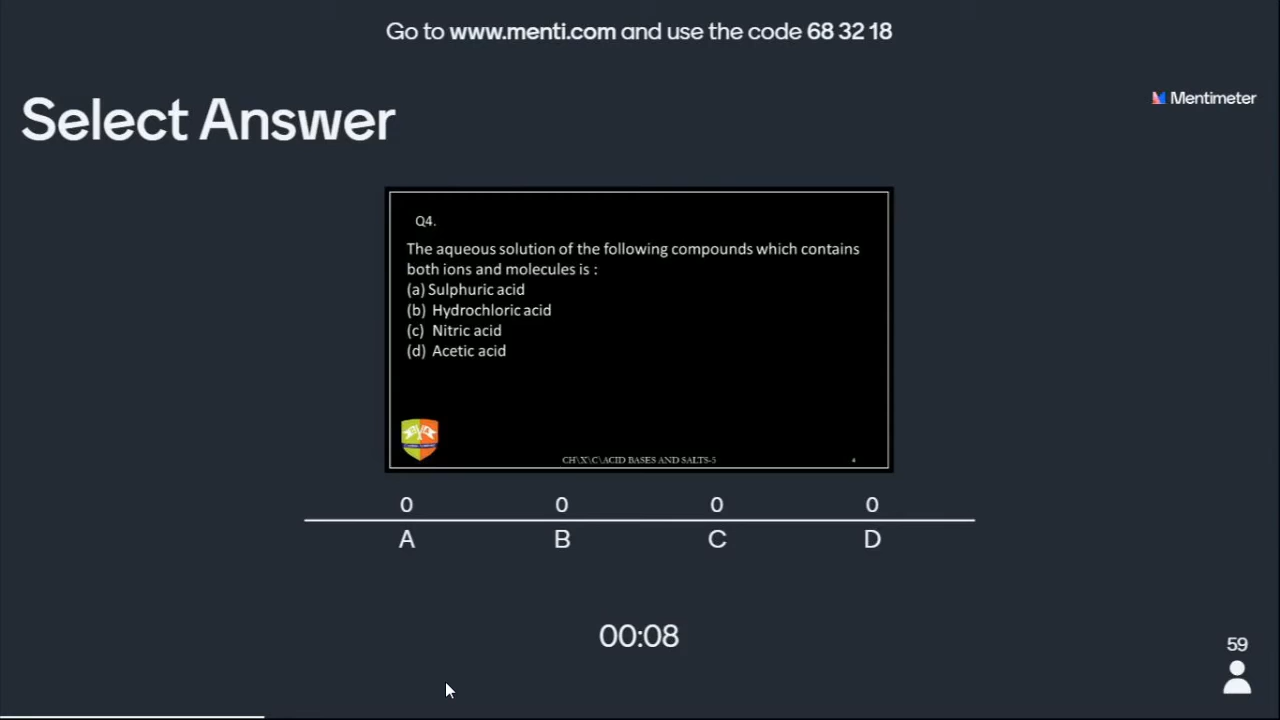 Go to www.menti.com and use the code 68 32 18
Mentimeter
Select Answer
Q4.
The aqueous solution of the following compounds which contains
both ions and molecules is :
(a) Sulphuric acid
(b) Hydrochloric acid
(c) Nitric acid
(d) Acetic acid
CH\X\C\ACID BASES AND SALTS-5
4
0 0 0 0
A B C D
00:08
59